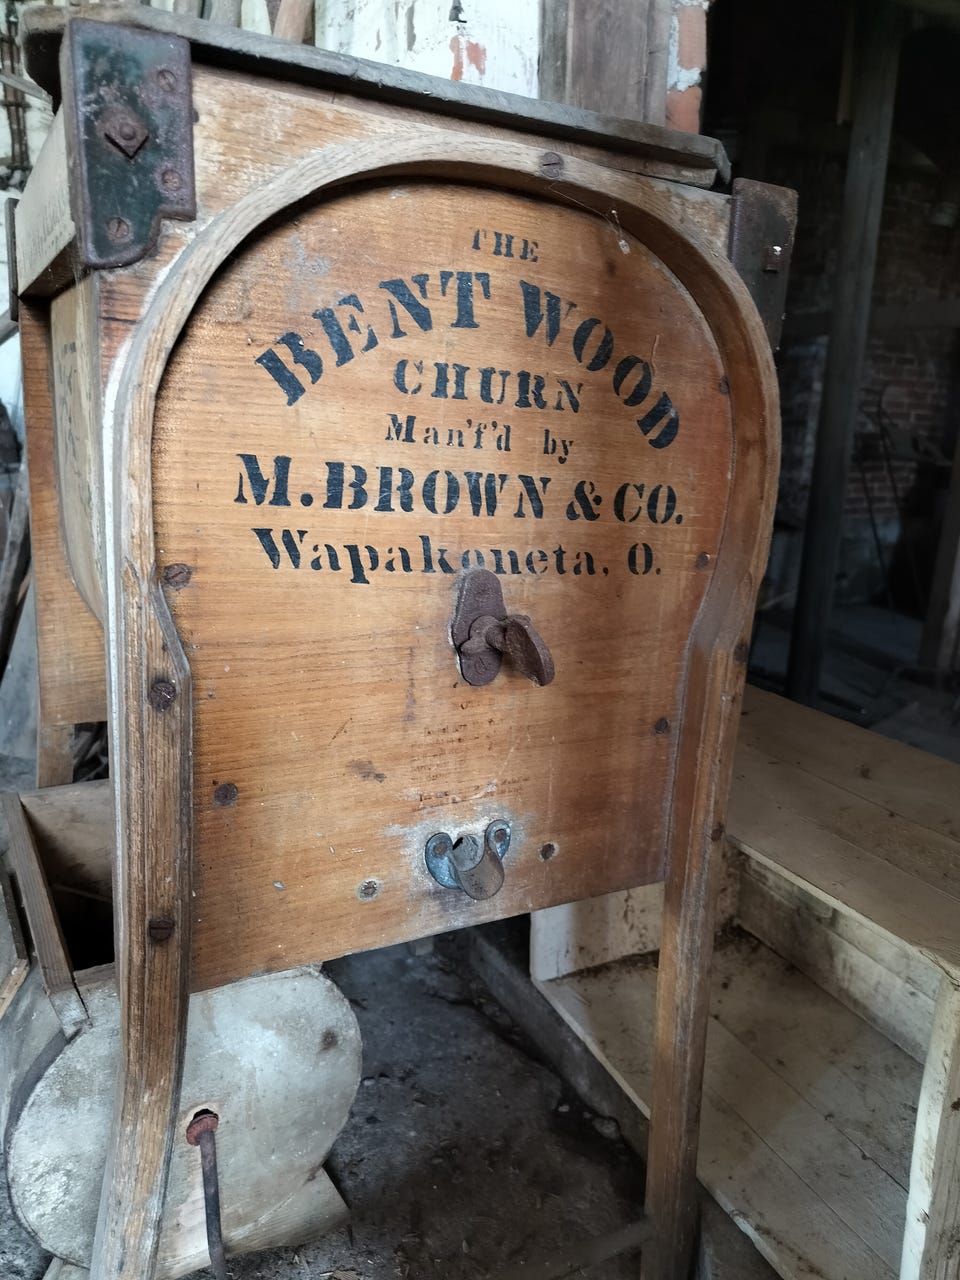 THE
BENT WOOD
CHURN
Man'f'd by
M. BROWN & CO.
Wapakoneta, O.